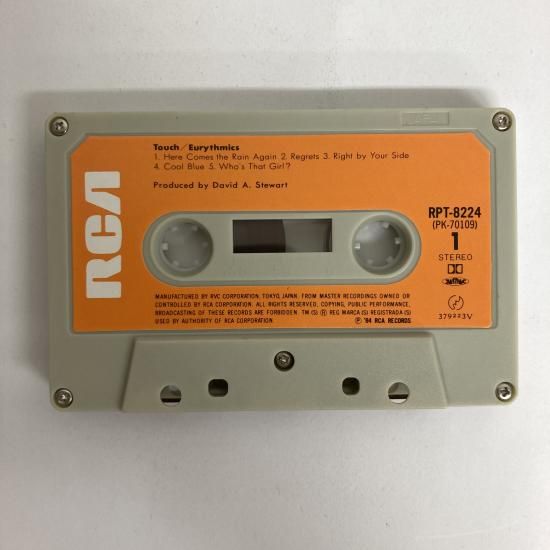 Touch/Eurythmics
1. Here Comes the Rain Again 2. Regrets 3. Right by Your Side
4. Cool Blue 5. Who's That Girl?
Produced by David A. Stewart
RCA
RPT-8224
(PK-70109)
1
STEREO
MANUFACTURED BY RVC CORPORATION, TOKYO, JAPAN. FROM MASTER RECORDINGS OWNED OR
CONTROLLED BY RCA CORPORATION. ALL RIGHTS RESERVED, COPYING, PUBLIC PERFORMANCE,
BROADCASTING OF THESE RECORDS ARE FORBIDDEN. TM(S) ® REG MARCA(S) REGISTRADA(S)
USED BY AUTHORITY OF RCA CORPORATION.
Ⓟ '84 RCA RECORDS
379223V